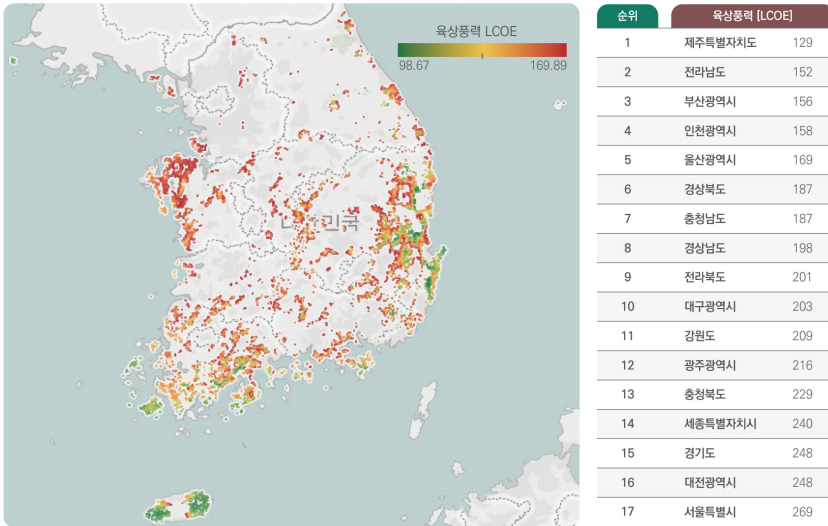 육상풍력 LCOE
98.67 169.89
민국
순위 육상풍력 [LCOE]
1 제주특별자치도 129
2 전라남도 152
3 부산광역시 156
4 인천광역시 158
5 울산광역시 169
6 경상북도 187
7 충청남도 187
8 경상남도 198
9 전라북도 201
10 대구광역시 203
11 강원도 209
12 광주광역시 216
13 충청북도 229
14 세종특별자치시 240
15 경기도 248
16 대전광역시 248
17 서울특별시 269